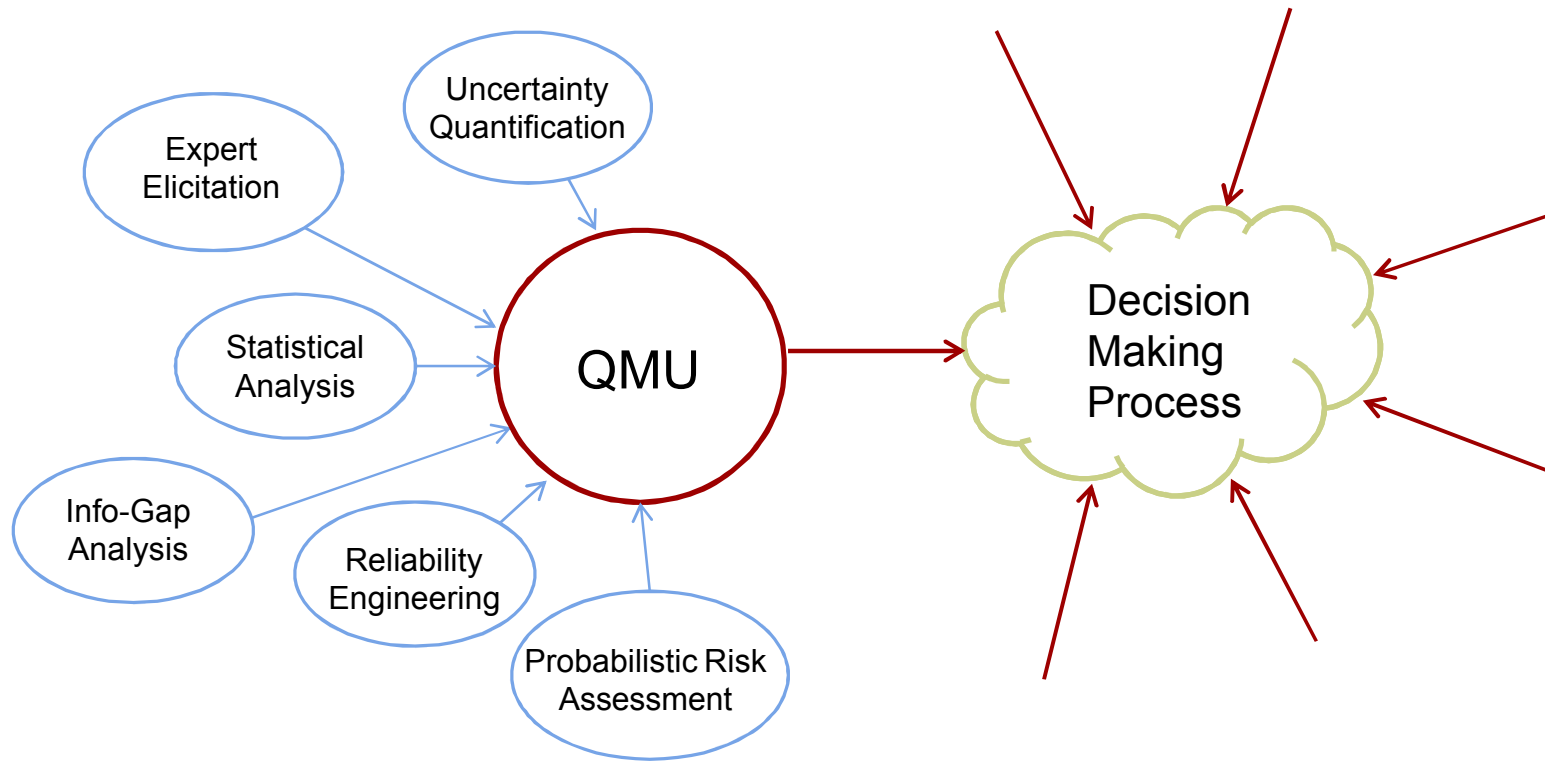 Uncertainty
Quantification
Expert
Elicitation
Statistical
Analysis
Info-Gap
Analysis
Reliability
Engineering
Probabilistic Risk
Assessment
QMU
Decision
Making
Process